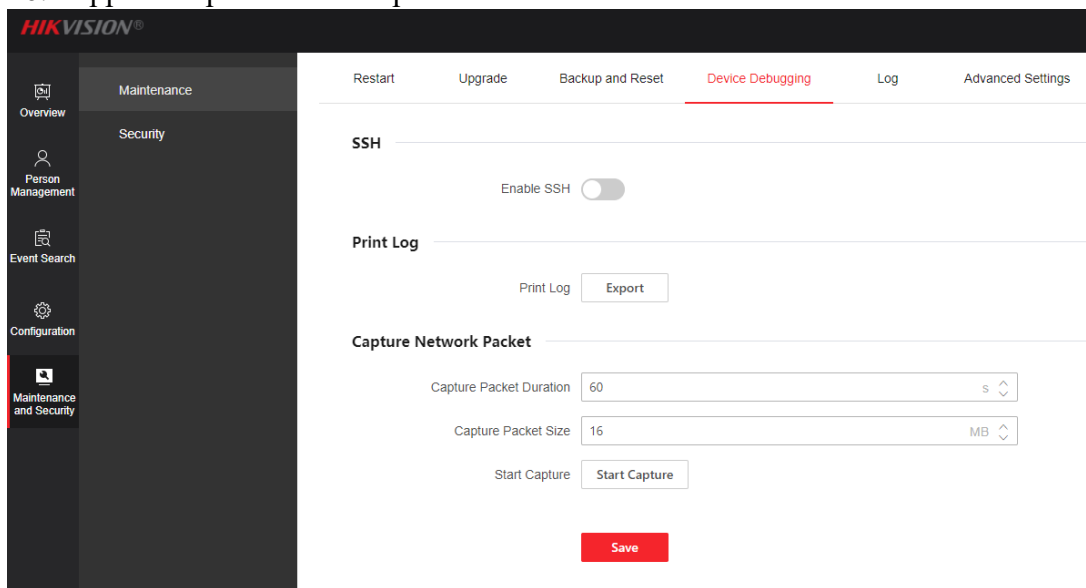 HIKVISION®
Overview
Person
Management
Event Search
Configuration
Maintenance
and Security
Maintenance
Security
Restart Upgrade Backup and Reset Device Debugging Log Advanced Settings
SSH
Enable SSH
Print Log
Print Log Export
Capture Network Packet
Capture Packet Duration 60 s
Capture Packet Size 16 MB
Start Capture Start Capture
Save